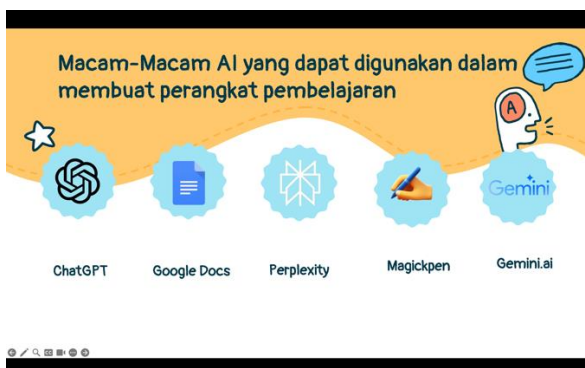 Macam-Macam AI yang dapat digunakan dalam
membuat perangkat pembelajaran
A
Gemini
ChatGPT
Google Docs
Perplexity
Magickpen
Gemini.ai